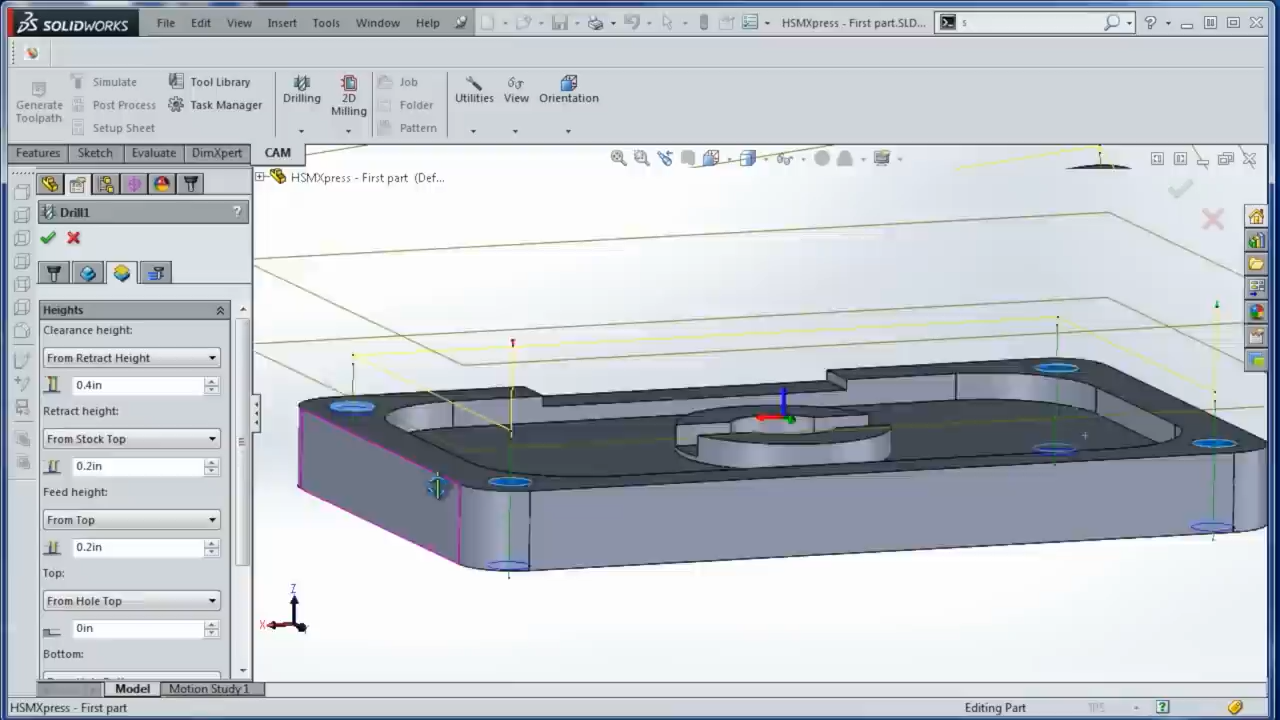 SOLIDWORKS File Edit View Insert Tools Window Help HSMXpress - First part.SLD... s
Generate Toolpath
Simulate
Post Process
Setup Sheet
Tool Library
Task Manager
Drilling
2D Milling
Job
Folder
Pattern
Utilities
View
Orientation
Features Sketch Evaluate DimXpert CAM
HSMXpress - First part (Def...
Drill1 ?
Heights
Clearance height:
From Retract Height
0.4in
Retract height:
From Stock Top
0.2in
Feed height:
From Top
0.2in
Top:
From Hole Top
0in
Bottom:
Z
X
Model Motion Study 1
HSMXpress - First part Editing Part IPS